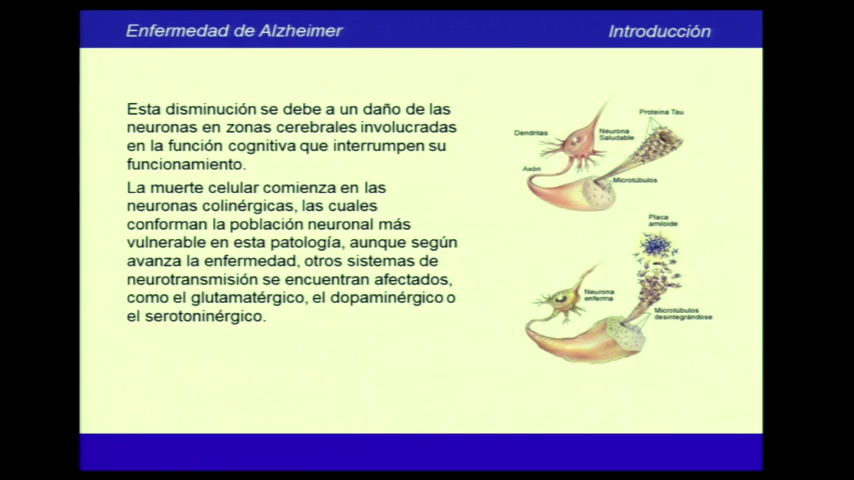 Enfermedad de Alzheimer
Introducción
Esta disminución se debe a un daño de las
neuronas en zonas cerebrales involucradas
en la función cognitiva que interrumpen su
funcionamiento.
La muerte celular comienza en las
neuronas colinérgicas, las cuales
conforman la población neuronal más
vulnerable en esta patología, aunque según
avanza la enfermedad, otros sistemas de
neurotransmisión se encuentran afectados,
como el glutamatérgico, el dopaminérgico o
el serotoninérgico.
Proteína Tau
Dendritas
Neurona
Saludable
Axón
Microtúbulos
Placa
amiloide
Neurona
enferma
Microtúbulos
desintegrándose